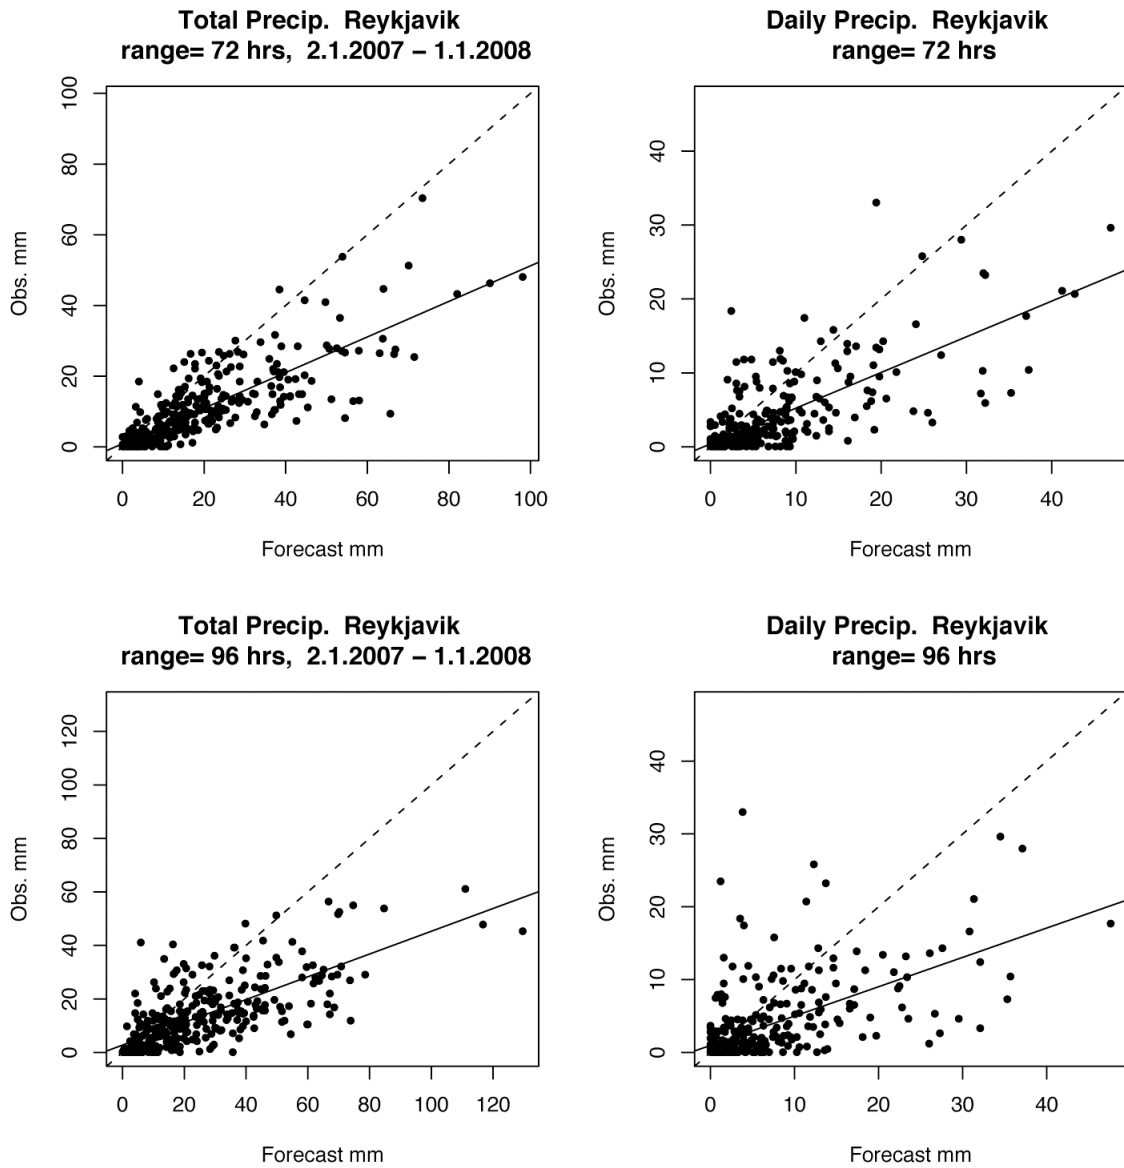 Total Precip.  Reykjavik
range= 72 hrs,  2.1.2007 – 1.1.2008
Obs. mm
0 20 40 60 80 100
0 20 40 60 80 100
Forecast mm
Daily Precip.  Reykjavik
range= 72 hrs
Obs. mm
0 10 20 30 40
0 10 20 30 40
Forecast mm
Total Precip.  Reykjavik
range= 96 hrs,  2.1.2007 – 1.1.2008
Obs. mm
0 20 40 60 80 100 120
0 20 40 60 80 100 120
Forecast mm
Daily Precip.  Reykjavik
range= 96 hrs
Obs. mm
0 10 20 30 40
0 10 20 30 40
Forecast mm